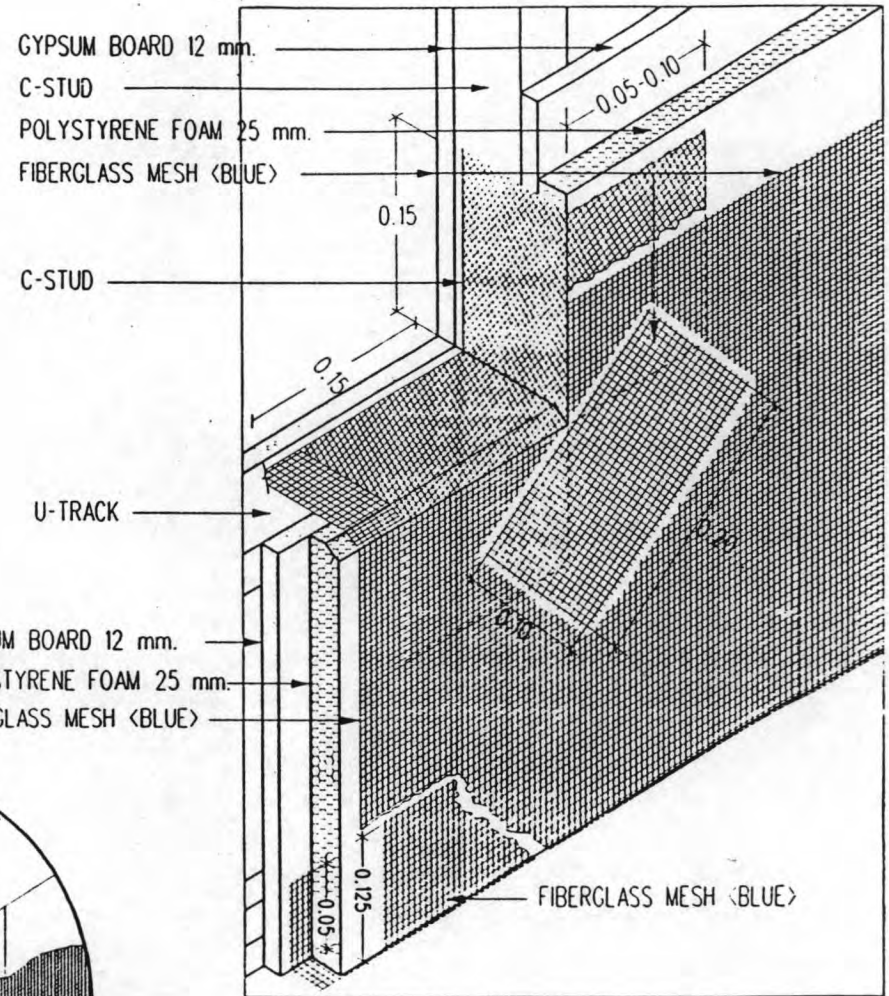 GYPSUM BOARD 12 mm.
C-STUD
POLYSTYRENE FOAM 25 mm.
FIBERGLASS MESH <BLUE>
0.05-0.10
0.15
C-STUD
0.15
U-TRACK
0.20
0.10
UM BOARD 12 mm.
STYRENE FOAM 25 mm.
GLASS MESH <BLUE>
0.05
0.125
FIBERGLASS MESH <BLUE>